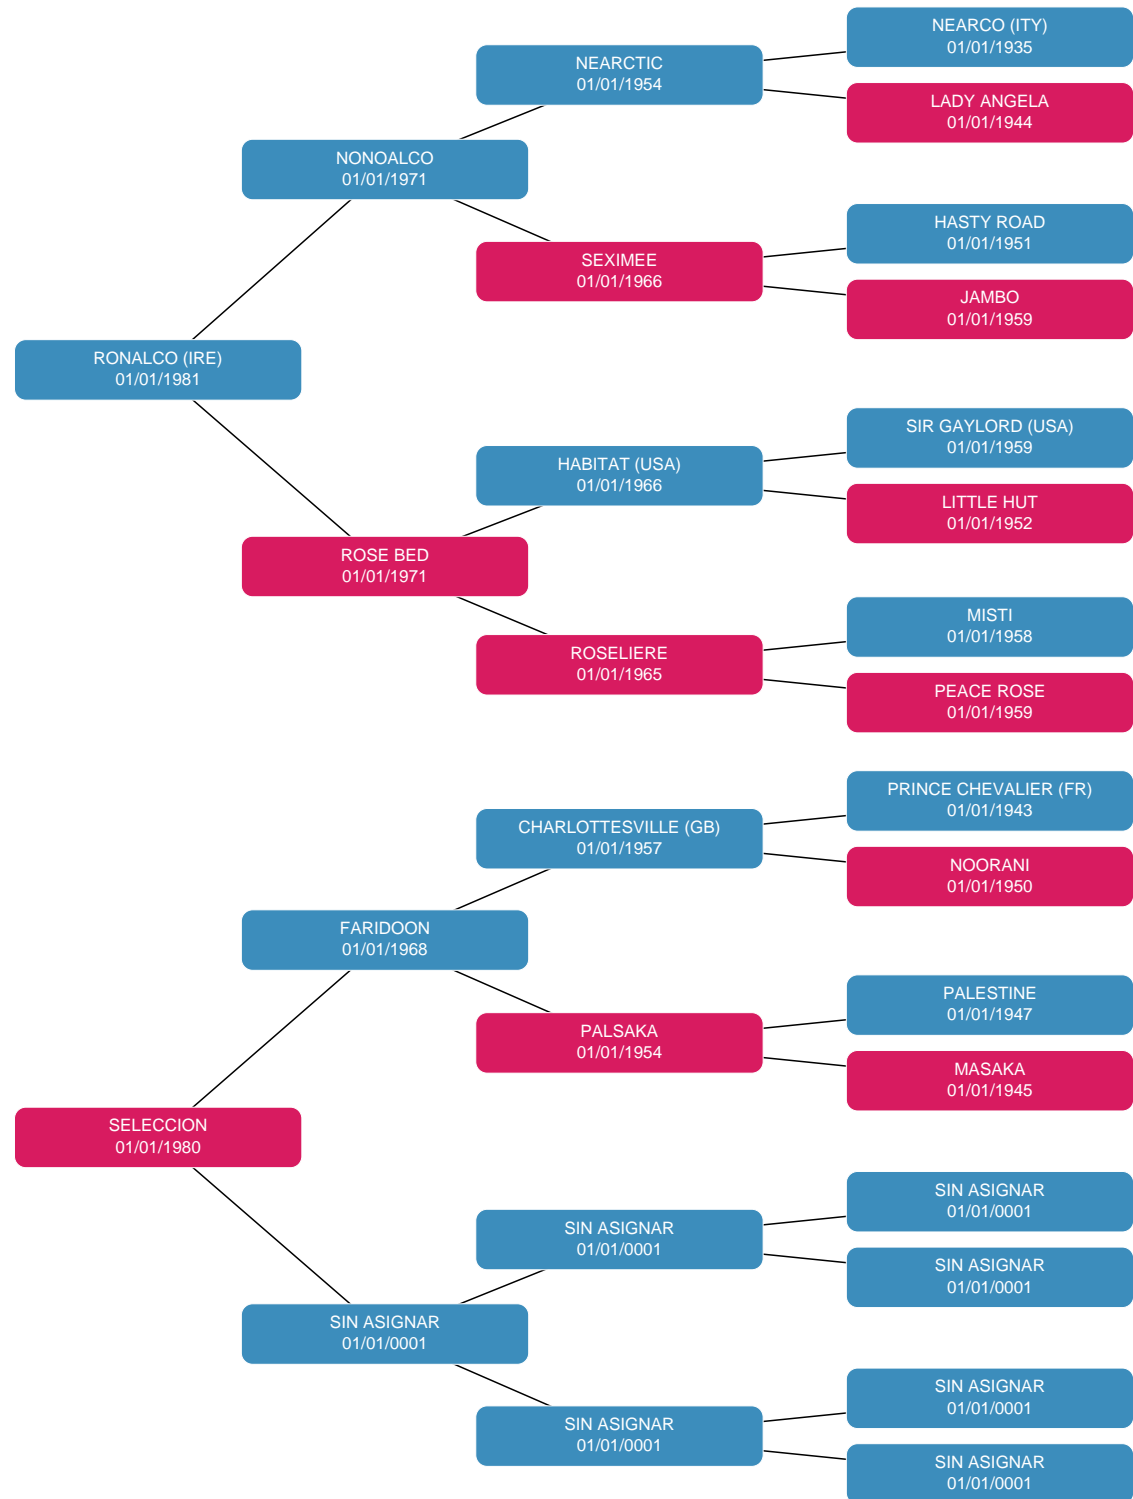 NEARCO (ITY)
01/01/1935
NEARCTIC
01/01/1954
LADY ANGELA
01/01/1944
NONOALCO
01/01/1971
HASTY ROAD
01/01/1951
SEXIMEE
01/01/1966
JAMBO
01/01/1959
RONALCO (IRE)
01/01/1981
SIR GAYLORD (USA)
01/01/1959
HABITAT (USA)
01/01/1966
LITTLE HUT
01/01/1952
ROSE BED
01/01/1971
MISTI
01/01/1958
ROSELIERE
01/01/1965
PEACE ROSE
01/01/1959
PRINCE CHEVALIER (FR)
01/01/1943
CHARLOTTESVILLE (GB)
01/01/1957
NOORANI
01/01/1950
FARIDOON
01/01/1968
PALESTINE
01/01/1947
PALSAKA
01/01/1954
MASAKA
01/01/1945
SELECCION
01/01/1980
SIN ASIGNAR
01/01/0001
SIN ASIGNAR
01/01/0001
SIN ASIGNAR
01/01/0001
SIN ASIGNAR
01/01/0001
SIN ASIGNAR
01/01/0001
SIN ASIGNAR
01/01/0001
SIN ASIGNAR
01/01/0001